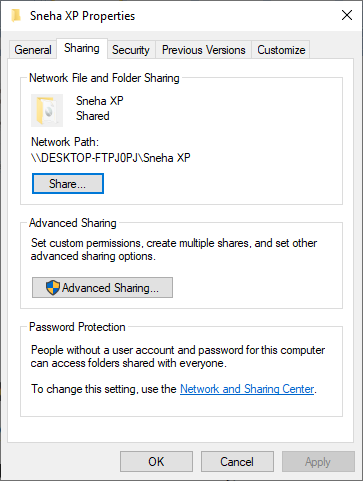 Sneha XP Properties
General
Sharing
Security
Previous Versions
Customize
Network File and Folder Sharing
Sneha XP
Shared
Network Path:
\\DESKTOP-FTPJ0PJ\Sneha XP
Share...
Advanced Sharing
Set custom permissions, create multiple shares, and set other
advanced sharing options.
Advanced Sharing...
Password Protection
People without a user account and password for this computer
can access folders shared with everyone.
To change this setting, use the Network and Sharing Center.
OK
Cancel
Apply